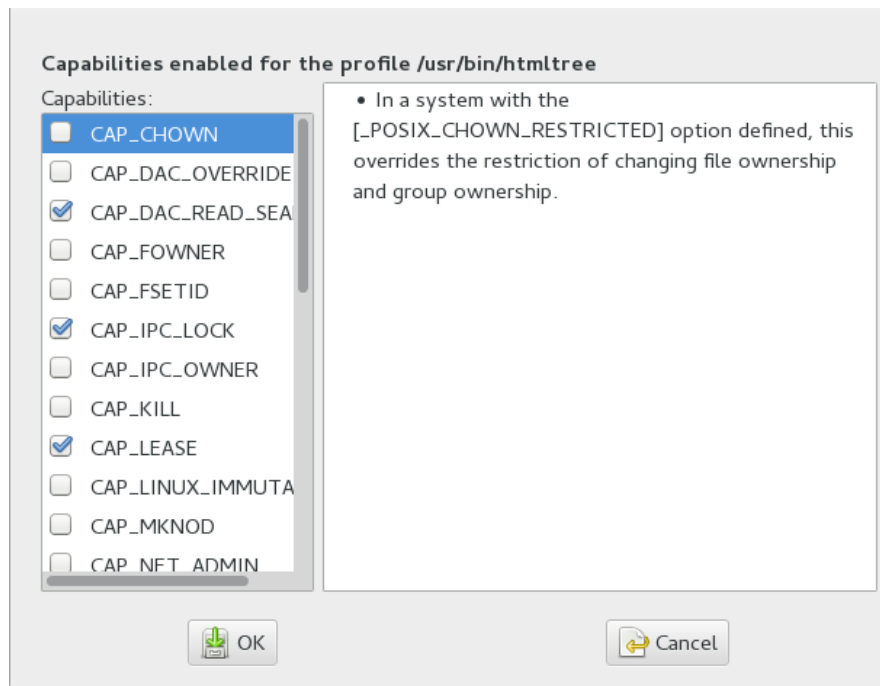 Capabilities enabled for the profile /usr/bin/htmltree
Capabilities:
CAP_CHOWN
CAP_DAC_OVERRIDE
CAP_DAC_READ_SEA
CAP_FOWNER
CAP_FSETID
CAP_IPC_LOCK
CAP_IPC_OWNER
CAP_KILL
CAP_LEASE
CAP_LINUX_IMMUTA
CAP_MKNOD
CAP_NET_ADMIN
• In a system with the
[_POSIX_CHOWN_RESTRICTED] option defined, this
overrides the restriction of changing file ownership
and group ownership.
OK
Cancel